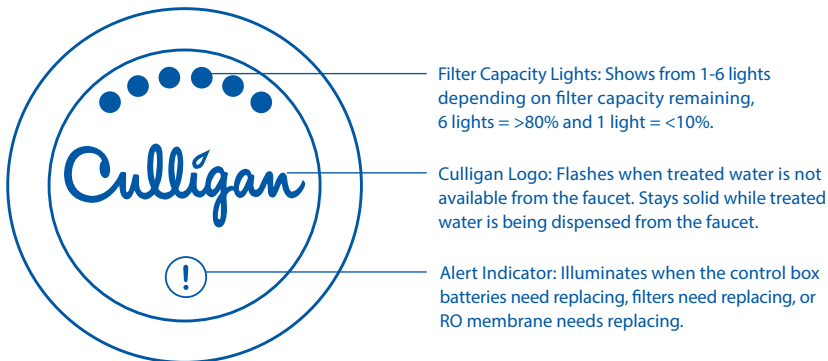 Filter Capacity Lights: Shows from 1-6 lights
depending on filter capacity remaining,
6 lights = >80% and 1 light = <10%.
Culligan
Culligan Logo: Flashes when treated water is not
available from the faucet. Stays solid while treated
water is being dispensed from the faucet.
!
Alert Indicator: Illuminates when the control box
batteries need replacing, filters need replacing, or
RO membrane needs replacing.